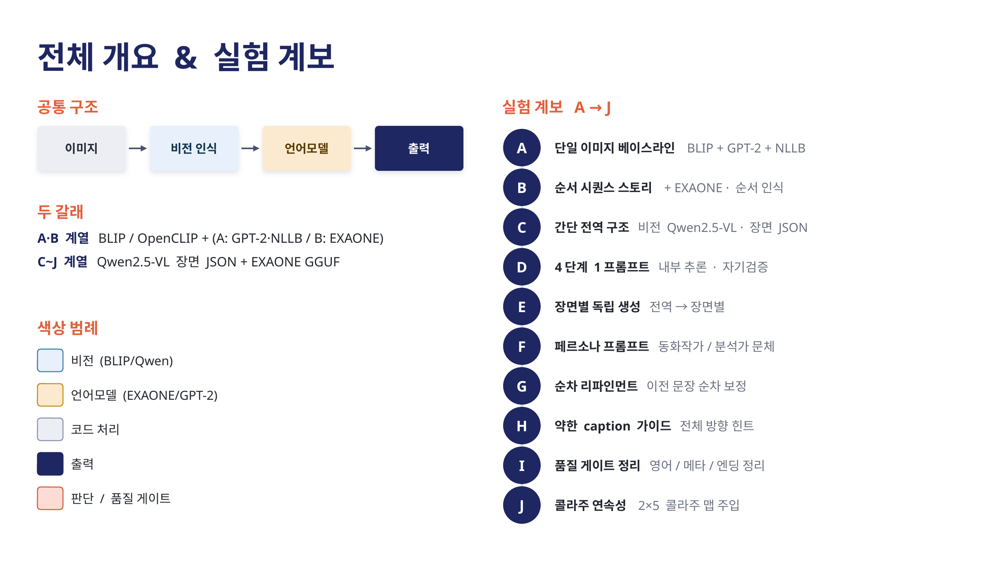 전체 개요 & 실험 계보
공통 구조
이미지
비전 인식
언어모델
출력
두 갈래
A·B 계열 BLIP / OpenCLIP + (A: GPT-2·NLLB / B: EXAONE)
C~J 계열 Qwen2.5-VL 장면 JSON + EXAONE GGUF
색상 범례
비전 (BLIP/Qwen)
언어모델 (EXAONE/GPT-2)
코드 처리
출력
판단 / 품질 게이트
실험 계보 A → J
A 단일 이미지 베이스라인 BLIP + GPT-2 + NLLB
B 순서 시퀀스 스토리 + EXAONE · 순서 인식
C 간단 전역 구조 비전 Qwen2.5-VL · 장면 JSON
D 4 단계 1 프롬프트 내부 추론 · 자기검증
E 장면별 독립 생성 전역 → 장면별
F 페르소나 프롬프트 동화작가 / 분석가 문체
G 순차 리파인먼트 이전 문장 순차 보정
H 약한 caption 가이드 전체 방향 힌트
I 품질 게이트 정리 영어 / 메타 / 엔딩 정리
J 콜라주 연속성 2×5 콜라주 맵 주입